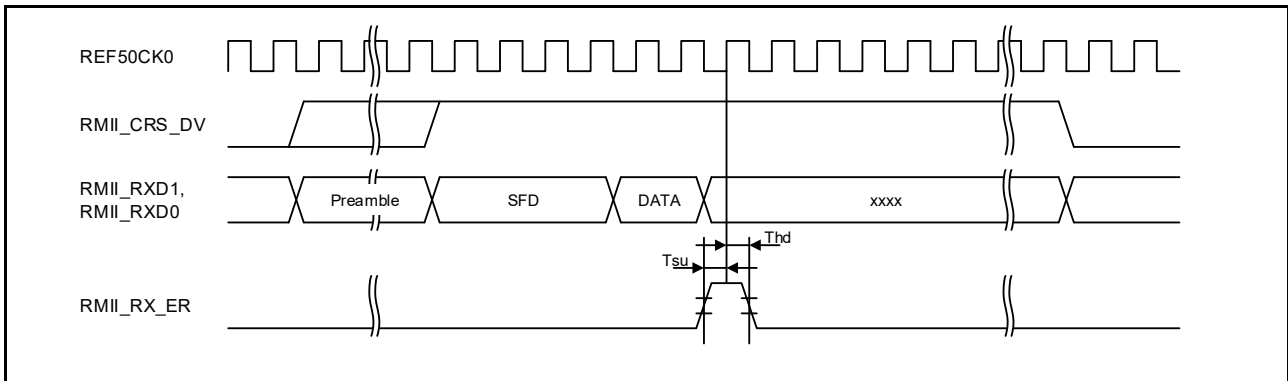 REF50CK0
RMII_CRS_DV
RMII_RXD1,
RMII_RXD0
Preamble
SFD
DATA
xxxx
Thd
Tsu
RMII_RX_ER